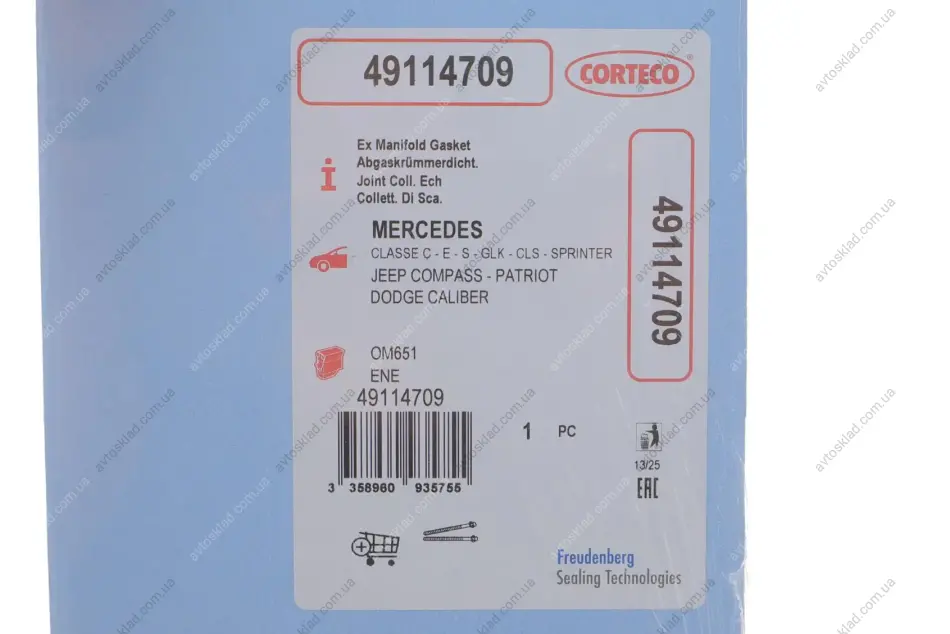 49114709
CORTECO®
Ex Manifold Gasket
Abgaskrümmerdicht.
Joint Coll. Ech
Collett. Di Sca.
MERCEDES
CLASSE C - E - S - GLK - CLS - SPRINTER
JEEP COMPASS - PATRIOT
DODGE CALIBER
49114709
OM651
ENE
49114709
1 PC
3 358960 935755
13/25
EAC
Freudenberg
Sealing Technologies
avtosklad.com.ua